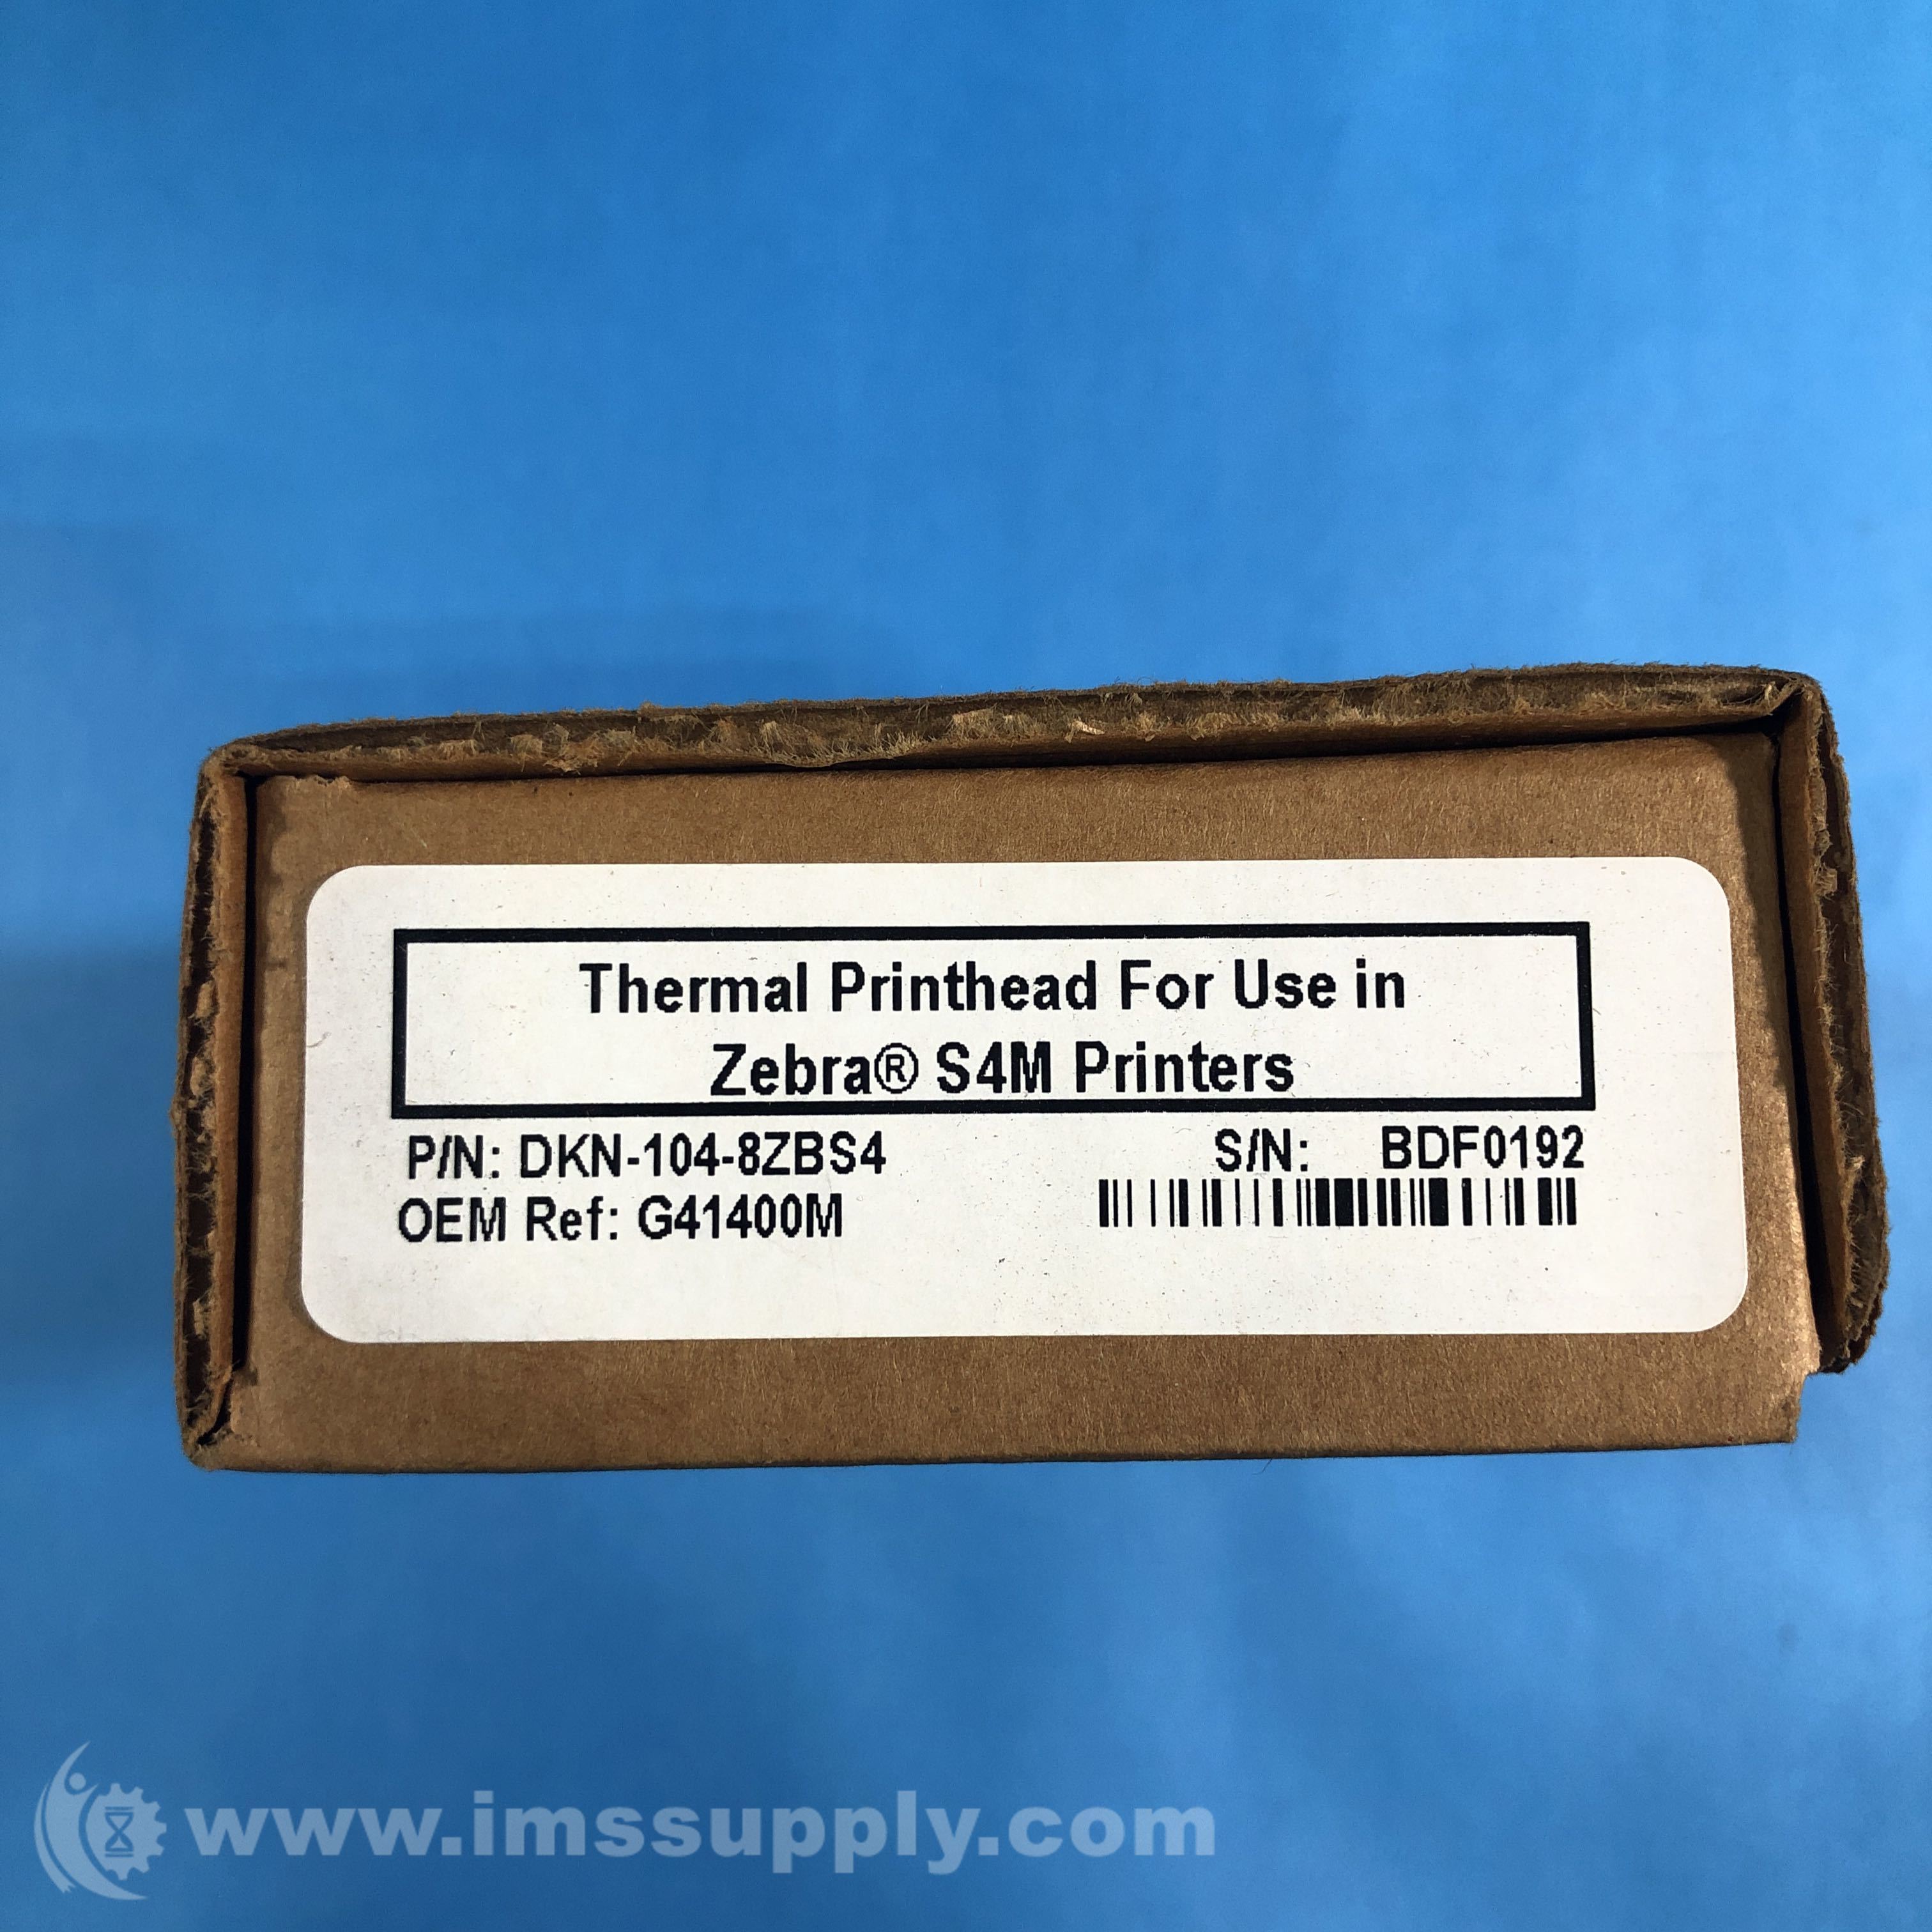 Thermal Printhead For Use in
Zebra® S4M Printers
P/N: DKN-104-8ZBS4
S/N: BDF0192
OEM Ref: G41400M
www.imssupply.com